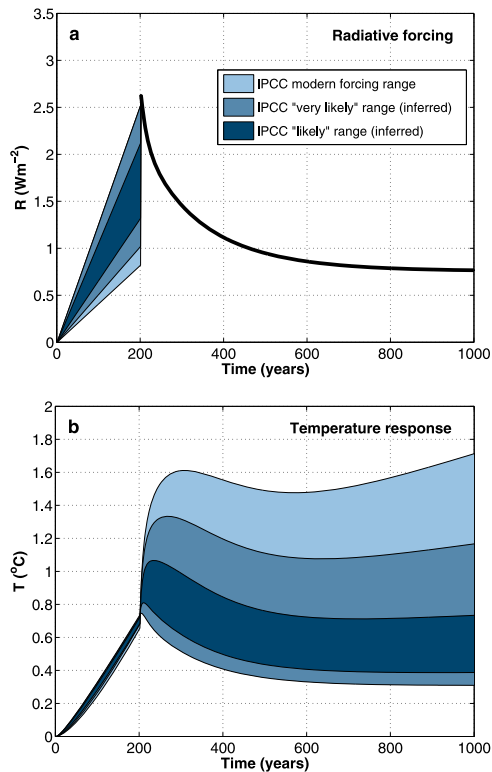 a
Radiative forcing
IPCC modern forcing range
IPCC "very likely" range (inferred)
IPCC "likely" range (inferred)
3.5
3
2.5
2
1.5
1
0.5
0
R (Wm⁻²)
0 200 400 600 800 1000
Time (years)
b
Temperature response
2
1.8
1.6
1.4
1.2
1
0.8
0.6
0.4
0.2
0
T (°C)
0 200 400 600 800 1000
Time (years)